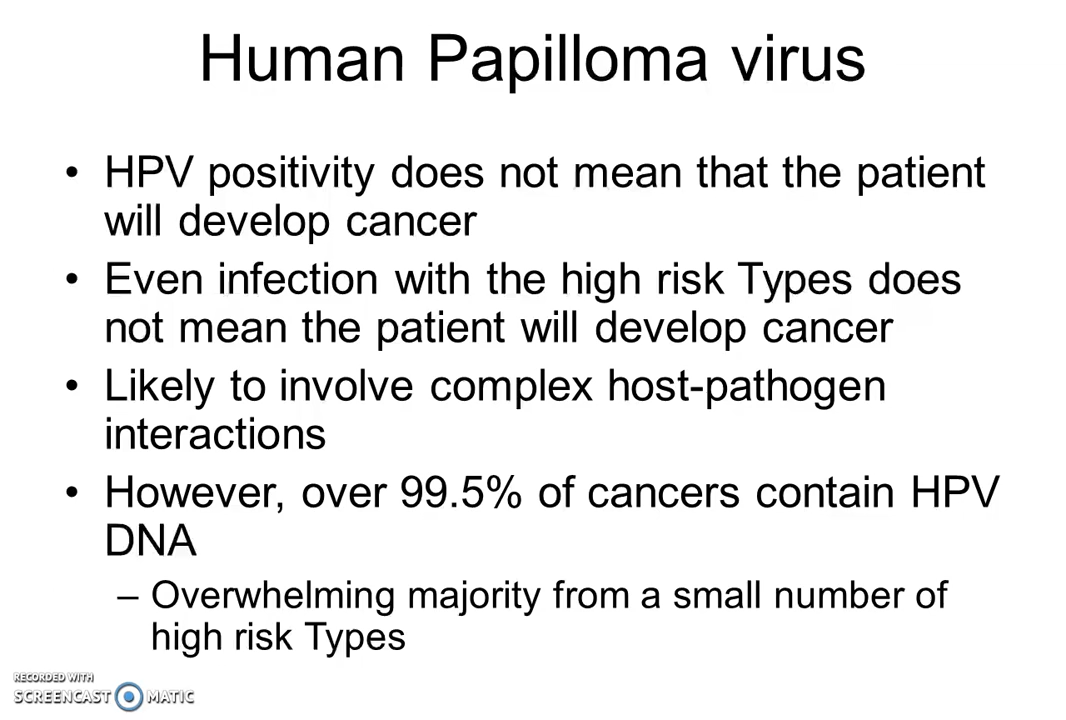 Human Papilloma virus
• HPV positivity does not mean that the patient
will develop cancer
• Even infection with the high risk Types does
not mean the patient will develop cancer
• Likely to involve complex host-pathogen
interactions
• However, over 99.5% of cancers contain HPV
DNA
– Overwhelming majority from a small number of
high risk Types
RECORDED WITH
SCREENCAST MATIC